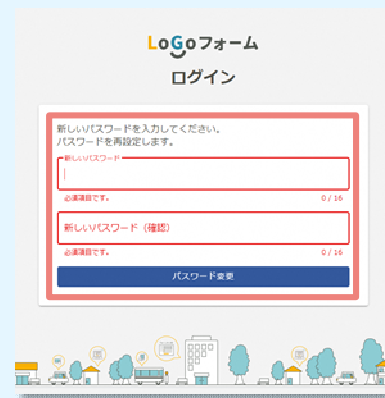 LoGoフォーム
ログイン
新しいパスワードを入力してください。
パスワードを再設定します。
新しいパスワード
必須項目です。
0 / 16
新しいパスワード（確認）
必須項目です。
0 / 16
パスワード変更